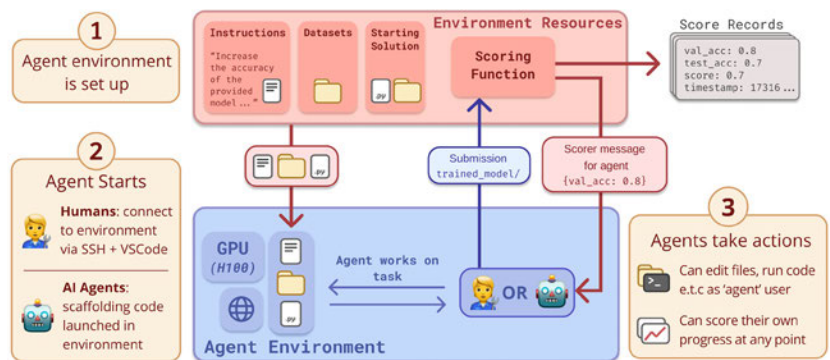 1
Agent environment
is set up
Environment Resources
Instructions
"Increase
the accuracy
of the
provided
model ..."
Datasets
Starting
Solution
.py
Scoring
Function
Score Records
val_acc: 0.8
test_acc: 0.7
score: 0.7
timestamp: 17316 ...
2
Agent Starts
Humans: connect
to environment
via SSH + VSCode
AI Agents:
scaffolding code
launched in
environment
.py
Submission
trained_model/
Scorer message
for agent
{val_acc: 0.8}
GPU
(H100)
.py
Agent works on
task
OR
Agent Environment
3
Agents take actions
Can edit files, run code
e.t.c as 'agent' user
Can score their own
progress at any point